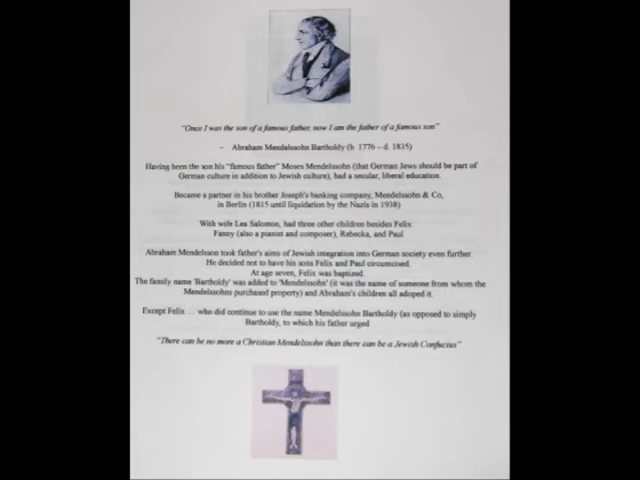 "Once I was the son of a famous father, now I am the father of a famous son"
– Abraham Mendelssohn Bartholdy (b. 1776 – d. 1835)
Having been the son his "famous father" Moses Mendelssohn (that German Jews should be part of
German culture in addition to Jewish culture), had a secular, liberal education.
Became a partner in his brother Joseph's banking company, Mendelssohn & Co,
in Berlin (1815 until liquidation by the Nazis in 1938)
With wife Lea Salomon, had three other children besides Felix:
Fanny (also a pianist and composer), Rebecka, and Paul
Abraham Mendelsson took father's aims of Jewish integration into German society even further.
He decided not to have his sons Felix and Paul circumcised.
At age seven, Felix was baptized.
The family name 'Bartholdy' was added to 'Mendelssohn' (it was the name of someone from whom the
Mendelssohns purchased property) and Abraham's children all adoped it.
Except Felix ... who did continue to use the name Mendelssohn Bartholdy (as opposed to simply
Bartholdy, to which his father urged
"There can be no more a Christian Mendelssohn than there can be a Jewish Confucius"